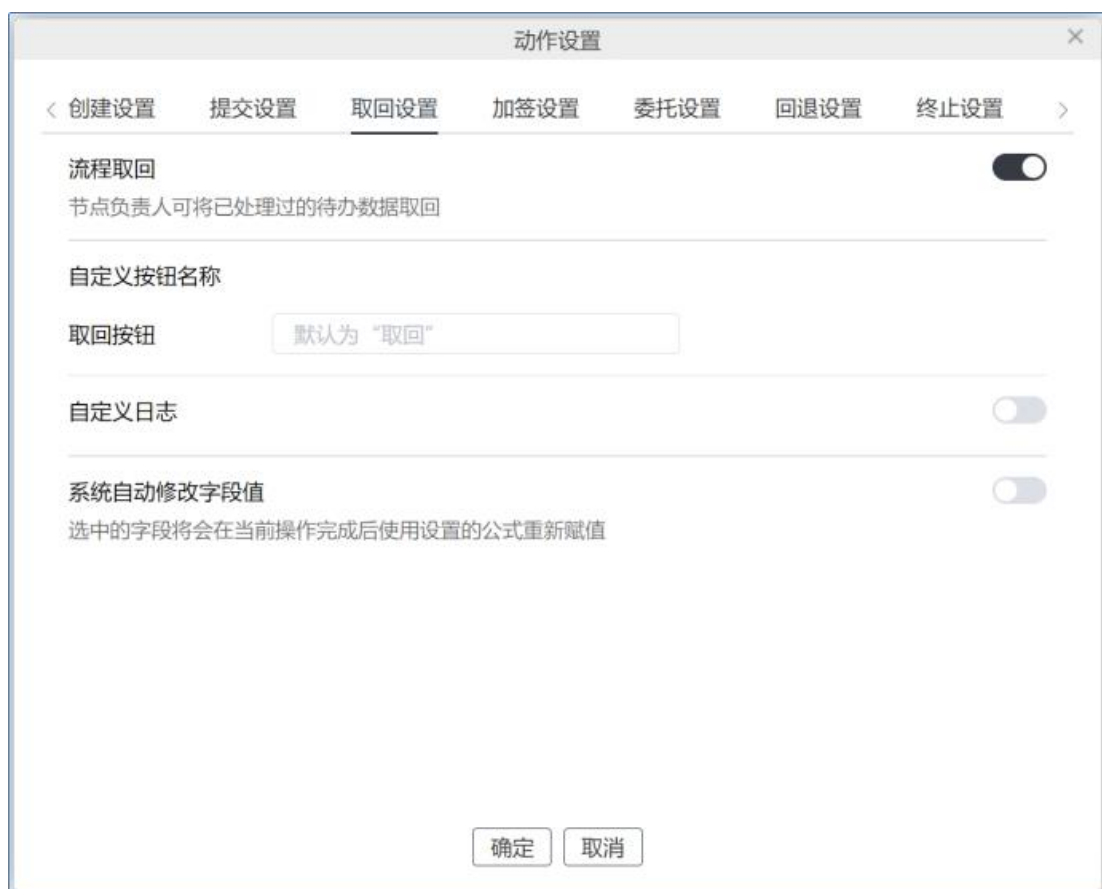 动作设置
创建设置 提交设置 取回设置 加签设置 委托设置 回退设置 终止设置
流程取回
节点负责人可将已处理过的待办数据取回
自定义按钮名称
取回按钮 默认为“取回”
自定义日志
系统自动修改字段值
选中的字段将会在当前操作完成后使用设置的公式重新赋值
确定 取消